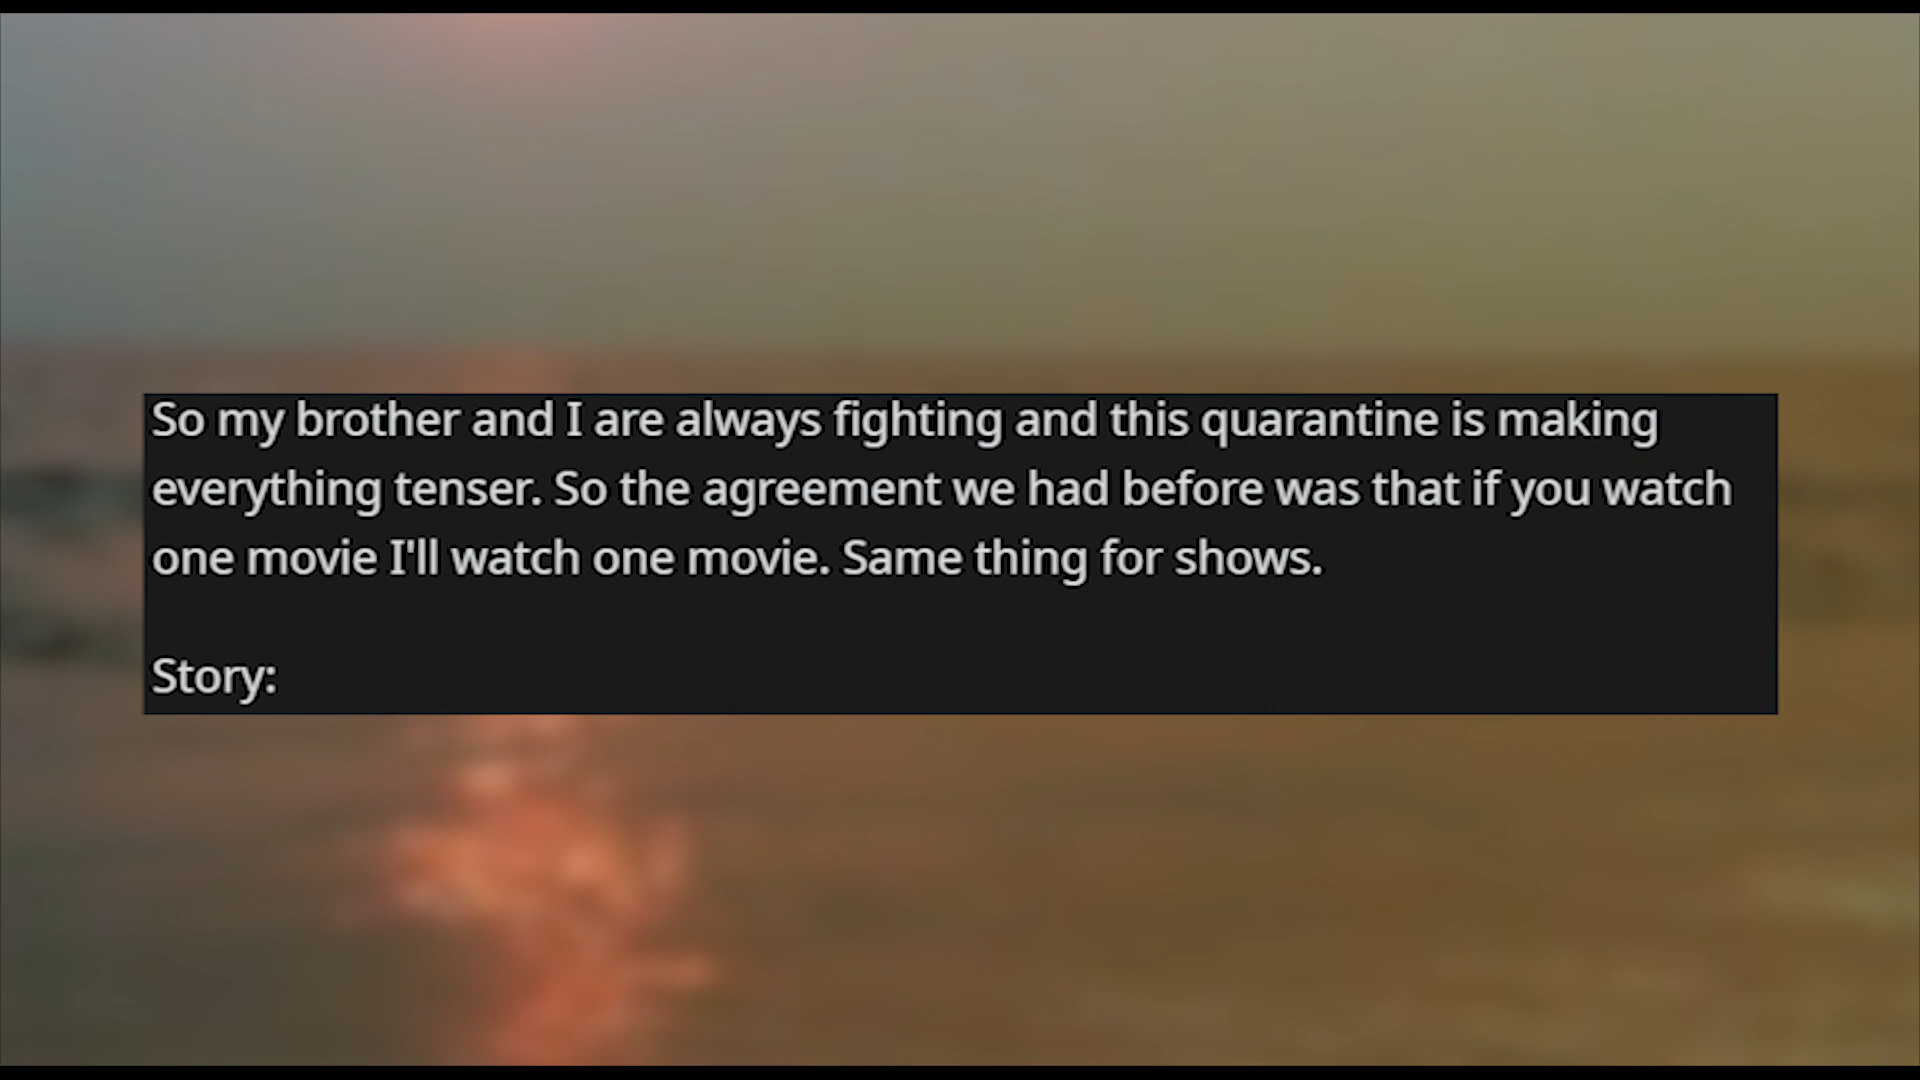 So my brother and I are always fighting and this quarantine is making
everything tenser. So the agreement we had before was that if you watch
one movie I'll watch one movie. Same thing for shows.
Story: